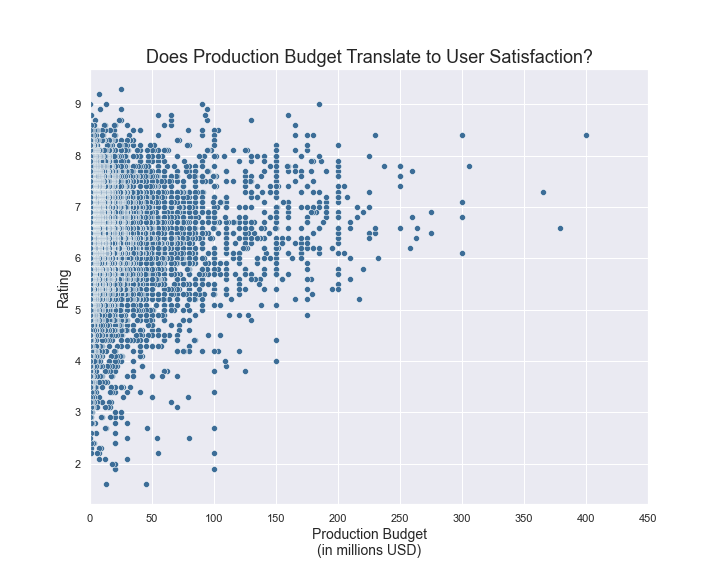 Does Production Budget Translate to User Satisfaction?
9
8
7
6
5
4
3
2
Rating
0 50 100 150 200 250 300 350 400 450
Production Budget
(in millions USD)